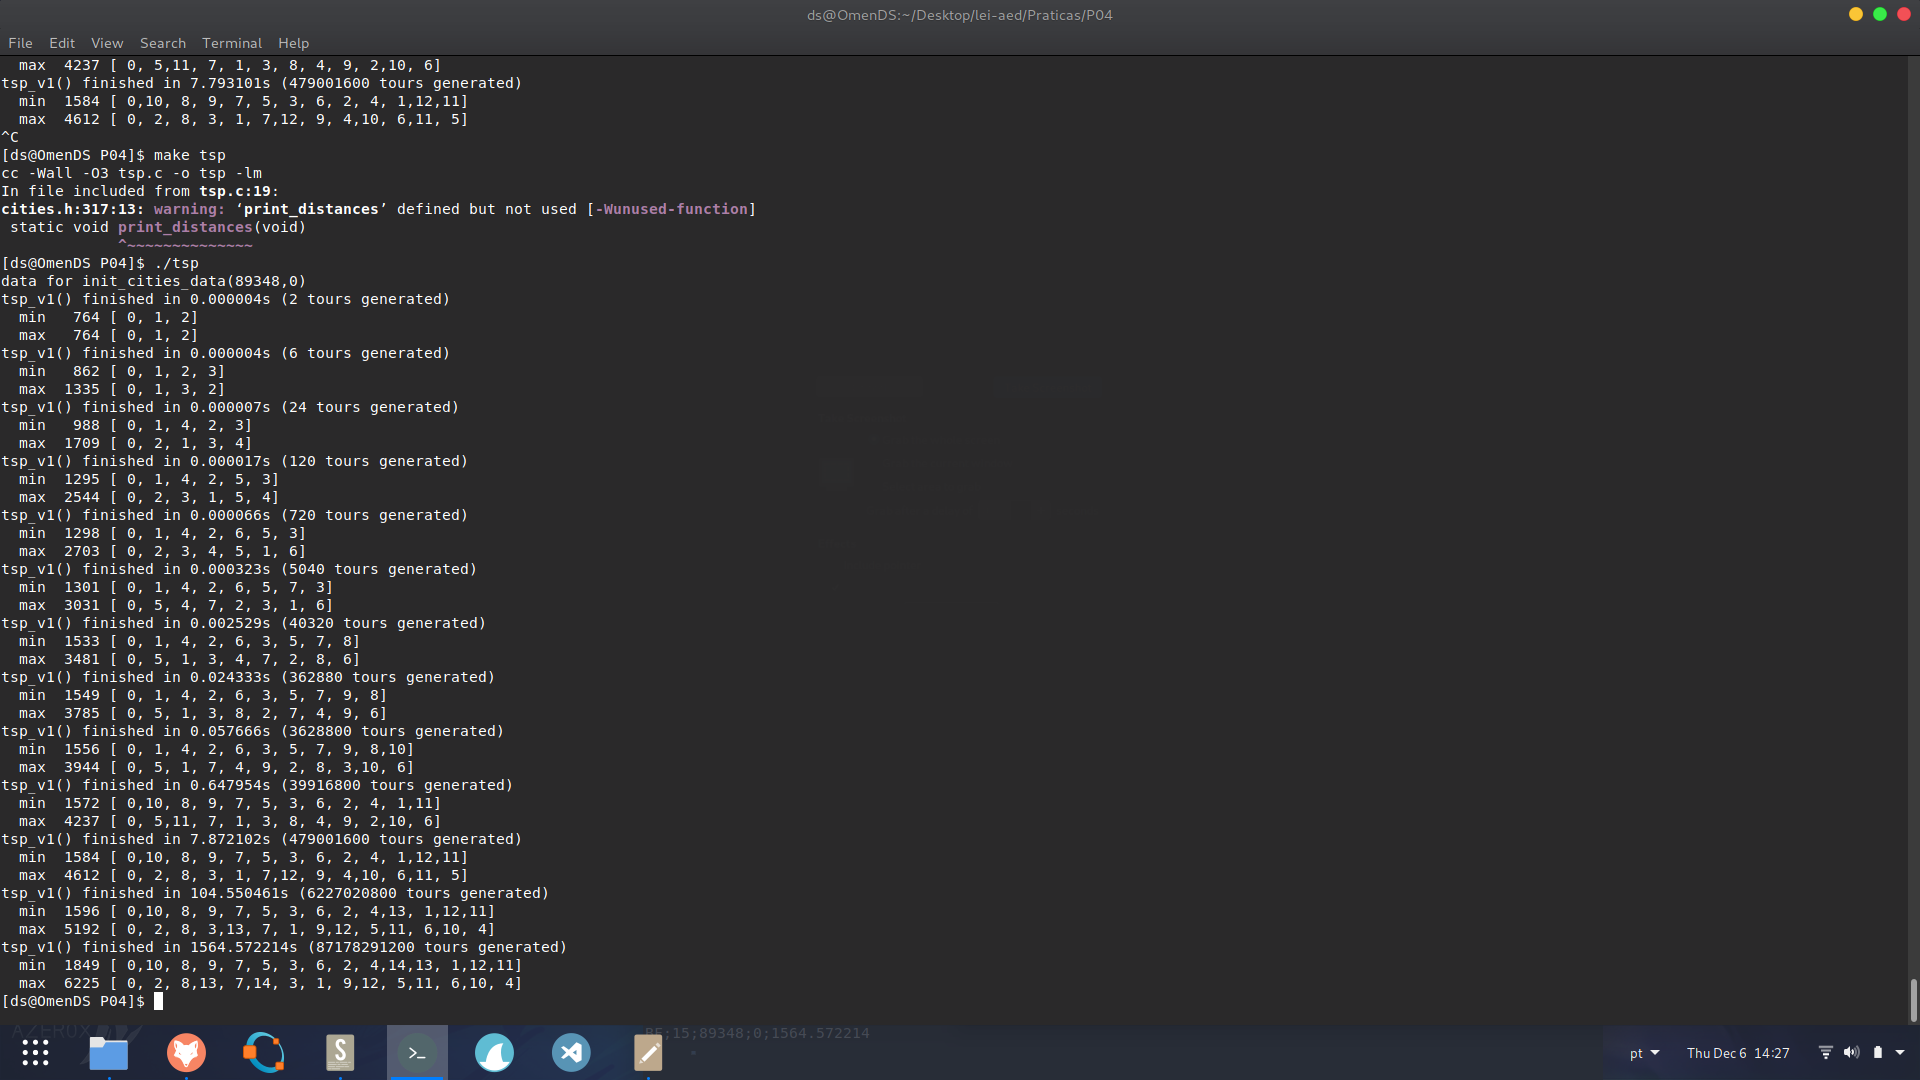 ds@OmenDS:~/Desktop/lei-aed/Praticas/P04
File Edit View Search Terminal Help
  max  4237 [ 0, 5,11, 7, 1, 3, 8, 4, 9, 2,10, 6]
tsp_v1() finished in 7.793101s (479001600 tours generated)
  min  1584 [ 0,10, 8, 9, 7, 5, 3, 6, 2, 4, 1,12,11]
  max  4612 [ 0, 2, 8, 3, 1, 7,12, 9, 4,10, 6,11, 5]
^C
[ds@OmenDS P04]$ make tsp
cc -Wall -O3 tsp.c -o tsp -lm
In file included from tsp.c:19:
cities.h:317:13: warning: ‘print_distances’ defined but not used [-Wunused-function]
 static void print_distances(void)
             ^~~~~~~~~~~~~~~
[ds@OmenDS P04]$ ./tsp
data for init_cities_data(89348,0)
tsp_v1() finished in 0.000004s (2 tours generated)
  min   764 [ 0, 1, 2]
  max   764 [ 0, 1, 2]
tsp_v1() finished in 0.000004s (6 tours generated)
  min   862 [ 0, 1, 2, 3]
  max  1335 [ 0, 1, 3, 2]
tsp_v1() finished in 0.000007s (24 tours generated)
  min   988 [ 0, 1, 4, 2, 3]
  max  1709 [ 0, 2, 1, 3, 4]
tsp_v1() finished in 0.000017s (120 tours generated)
  min  1295 [ 0, 1, 4, 2, 5, 3]
  max  2544 [ 0, 2, 3, 1, 5, 4]
tsp_v1() finished in 0.000066s (720 tours generated)
  min  1298 [ 0, 1, 4, 2, 6, 5, 3]
  max  2703 [ 0, 2, 3, 4, 5, 1, 6]
tsp_v1() finished in 0.000323s (5040 tours generated)
  min  1301 [ 0, 1, 4, 2, 6, 5, 7, 3]
  max  3031 [ 0, 5, 4, 7, 2, 3, 1, 6]
tsp_v1() finished in 0.002529s (40320 tours generated)
  min  1533 [ 0, 1, 4, 2, 6, 3, 5, 7, 8]
  max  3481 [ 0, 5, 1, 3, 4, 7, 2, 8, 6]
tsp_v1() finished in 0.024333s (362880 tours generated)
  min  1549 [ 0, 1, 4, 2, 6, 3, 5, 7, 9, 8]
  max  3785 [ 0, 5, 1, 3, 8, 2, 7, 4, 9, 6]
tsp_v1() finished in 0.057666s (3628800 tours generated)
  min  1556 [ 0, 1, 4, 2, 6, 3, 5, 7, 9, 8,10]
  max  3944 [ 0, 5, 1, 7, 4, 9, 2, 8, 3,10, 6]
tsp_v1() finished in 0.647954s (39916800 tours generated)
  min  1572 [ 0,10, 8, 9, 7, 5, 3, 6, 2, 4, 1,11]
  max  4237 [ 0, 5,11, 7, 1, 3, 8, 4, 9, 2,10, 6]
tsp_v1() finished in 7.872102s (479001600 tours generated)
  min  1584 [ 0,10, 8, 9, 7, 5, 3, 6, 2, 4, 1,12,11]
  max  4612 [ 0, 2, 8, 3, 1, 7,12, 9, 4,10, 6,11, 5]
tsp_v1() finished in 104.550461s (6227020800 tours generated)
  min  1596 [ 0,10, 8, 9, 7, 5, 3, 6, 2, 4,13, 1,12,11]
  max  5192 [ 0, 2, 8, 3,13, 7, 1, 9,12, 5,11, 6,10, 4]
tsp_v1() finished in 1564.572214s (87178291200 tours generated)
  min  1849 [ 0,10, 8, 9, 7, 5, 3, 6, 2, 4,14,13, 1,12,11]
  max  6225 [ 0, 2, 8,13, 7,14, 3, 1, 9,12, 5,11, 6,10, 4]
[ds@OmenDS P04]$
;15;89348;0;1564.572214
pt Thu Dec 6 14:27